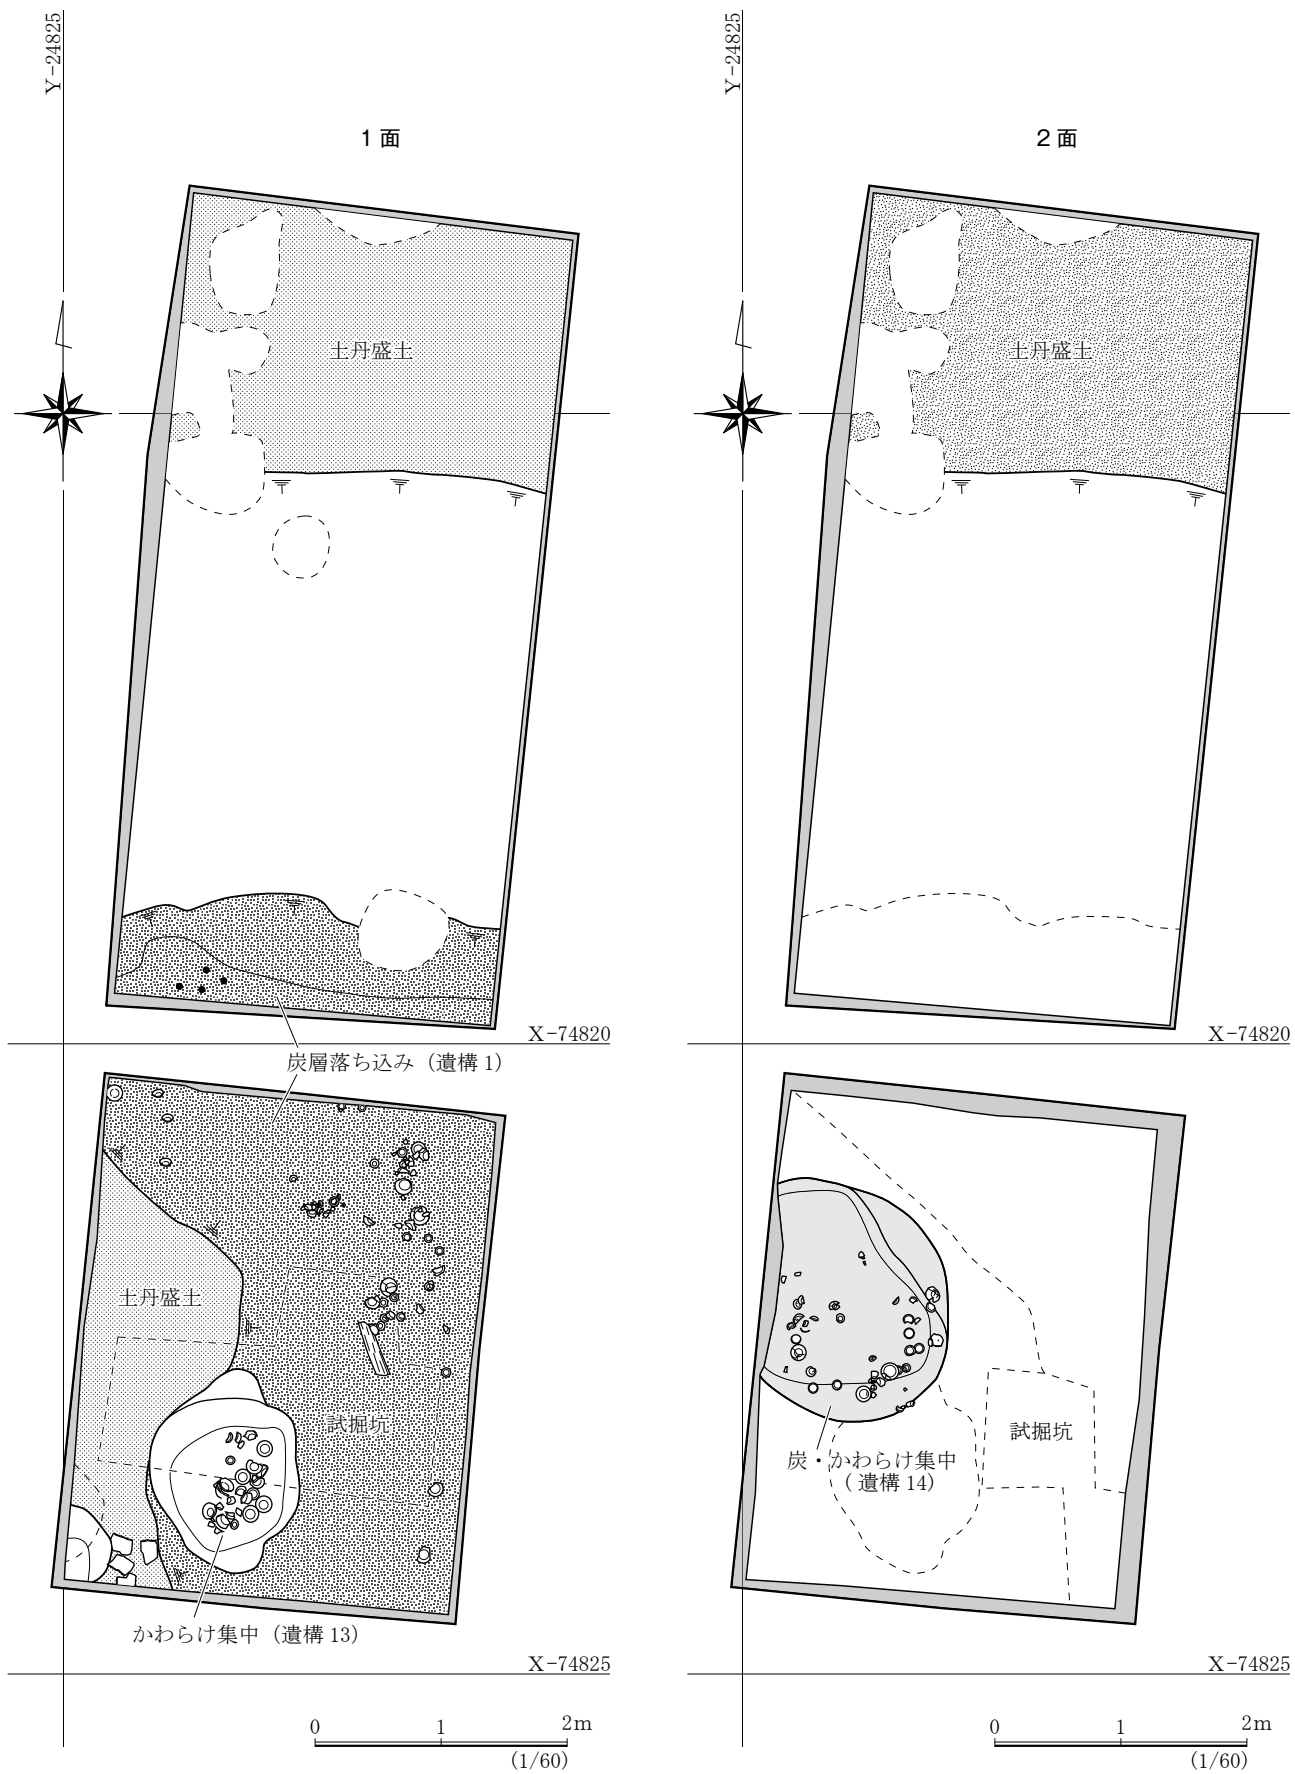 Y-24825
1面
土丹盛土
X-74820
炭層落ち込み（遺構1）
土丹盛土
試掘坑
かわらけ集中（遺構13）
X-74825
0 1 2m
(1/60)
Y-24825
2面
土丹盛土
X-74820
試掘坑
炭・かわらけ集中
（遺構14）
X-74825
0 1 2m
(1/60)